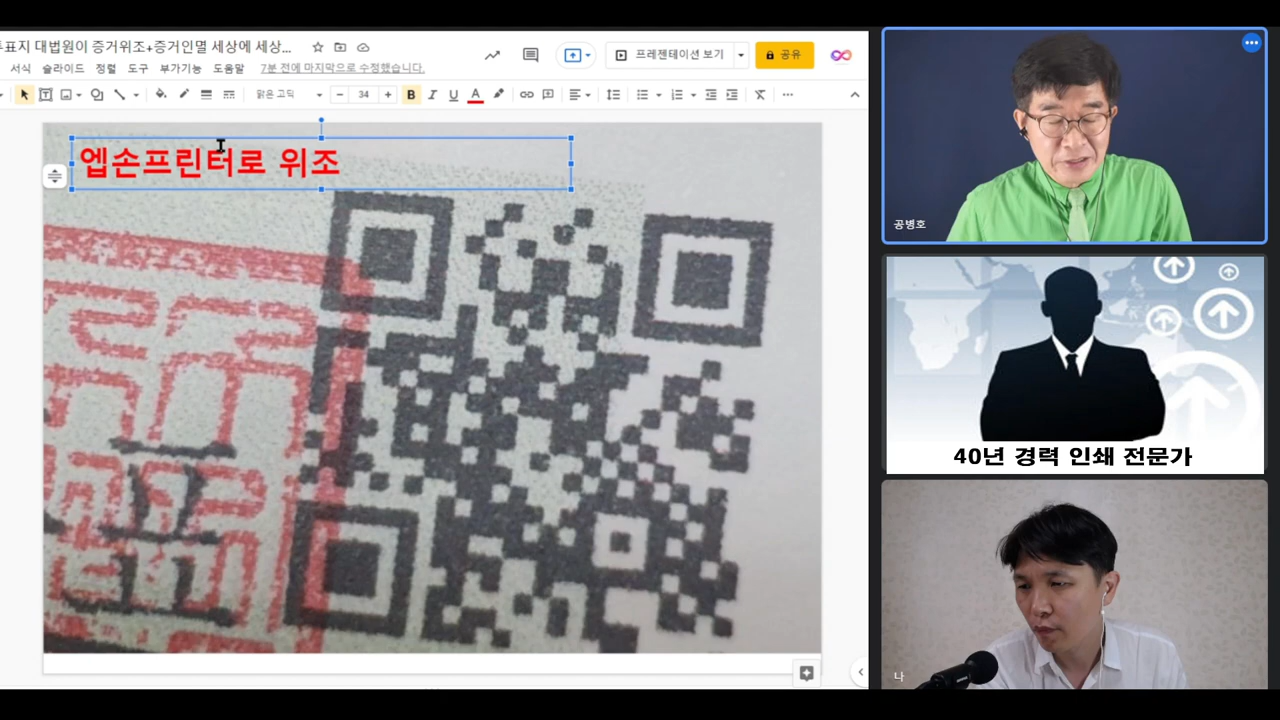 투표지 대법원이 증거위조+증거인멸 세상에 세상...
서식 슬라이드 정렬 도구 부가기능 도움말 7분 전에 마지막으로 수정했습니다.
프레젠테이션 보기
공유
맑은 고딕
34
B I U A
엡손프린터로 위조
공병호
40년 경력 인쇄 전문가
나